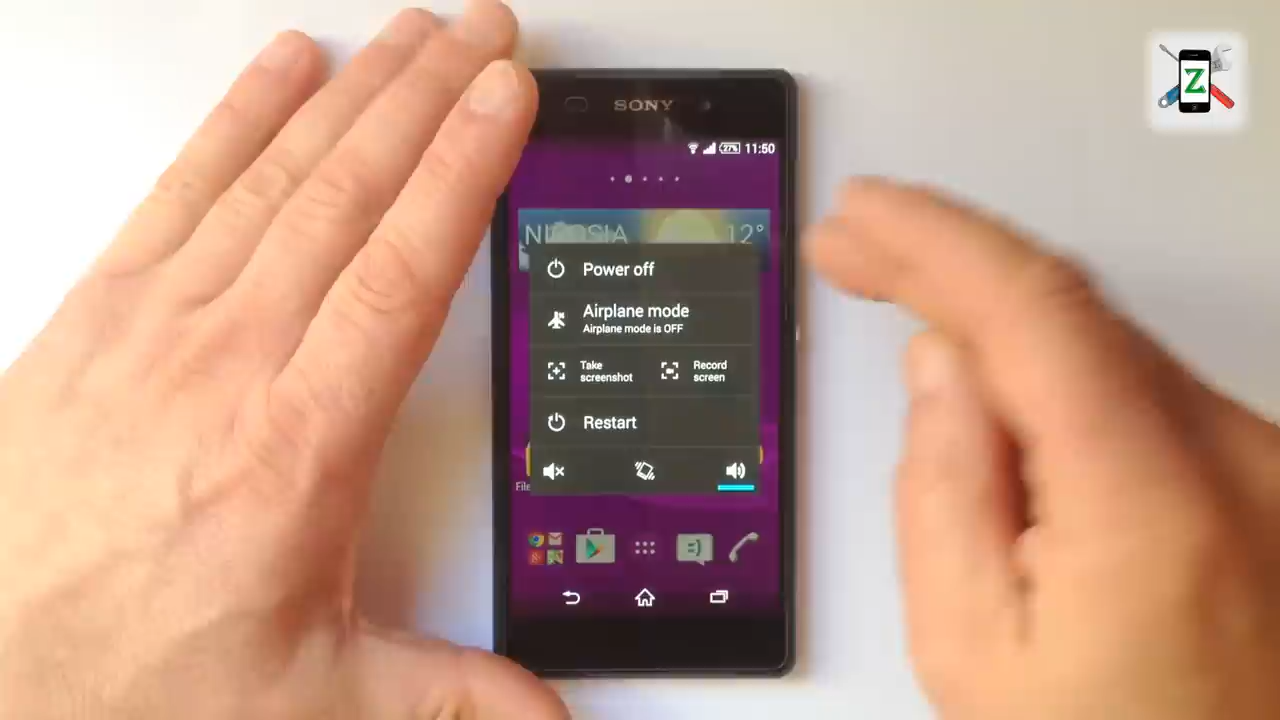 SONY
27% 11:50
NICOSIA 12°
Power off
Airplane mode
Airplane mode is OFF
Take
screenshot
Record
screen
Restart
File
Z